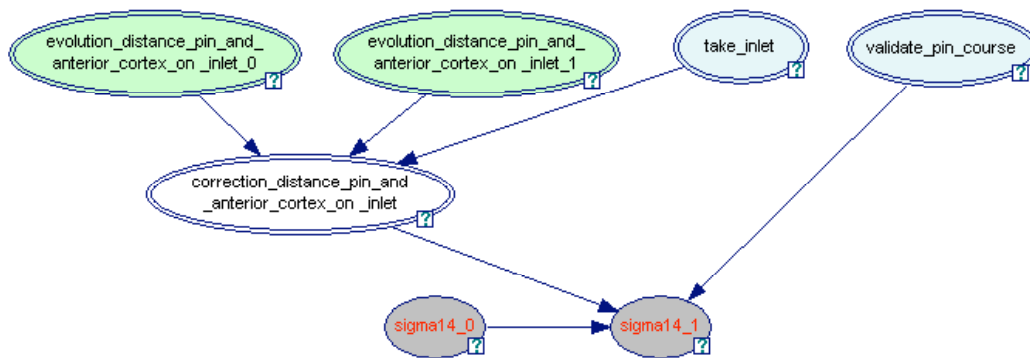 evolution_distance_pin_and_
anterior_cortex_on _inlet_0
?
evolution_distance_pin_and_
anterior_cortex_on _inlet_1
?
take_inlet
?
validate_pin_course
?
correction_distance_pin_and
_anterior_cortex_on _inlet
?
sigma14_0
?
sigma14_1
?